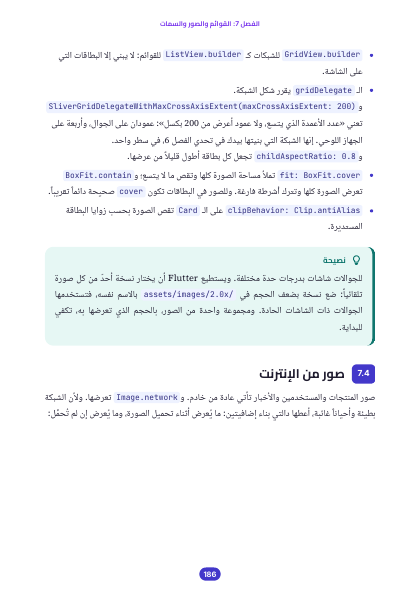 الفصل 7: القوائم والصور والسمات
• GridView.builder للشبكات كـ ListView.builder للقوائم: لا يبني إلا البطاقات التي
على الشاشة.
• الـ gridDelegate يقرر شكل الشبكة.
و SliverGridDelegateWithMaxCrossAxisExtent(maxCrossAxisExtent: 200)
تعني «عدد الأعمدة الذي يتسع، ولا عمود أعرض من 200 بكسل»: عمودان على الجوال، وأربعة على
الجهاز اللوحي. إنها الشبكة التي بنيتها بيدك في تحدي الفصل 6، في سطر واحد.
و childAspectRatio: 0.8 تجعل كل بطاقة أطول قليلاً من عرضها.
• fit: BoxFit.cover تملأ مساحة الصورة كلها وتقص ما لا يتسع؛ و BoxFit.contain
تعرض الصورة كلها وتترك أشرطة فارغة. وللصور في البطاقات تكون cover صحيحة دائماً تقريباً.
• clipBehavior: Clip.antiAlias على الـ Card تقص الصورة بحسب زوايا البطاقة
المستديرة.
نصيحة
للجوالات شاشات بدرجات حدة مختلفة. ويستطيع Flutter أن يختار نسخة أحدّ من كل صورة
تلقائياً: ضع نسخة بضعف الحجم في assets/images/2.0x/ بالاسم نفسه، فتستخدمها
الجوالات ذات الشاشات الحادة. ومجموعة واحدة من الصور، بالحجم الذي تعرضها به، تكفي
للبداية.
7.4 صور من الإنترنت
صور المنتجات والمستخدمين والأخبار تأتي عادة من خادم. و Image.network تعرضها. ولأن الشبكة
بطيئة وأحياناً غائبة، أعطها دالتي بناء إضافيتين: ما يُعرض أثناء تحميل الصورة، وما يُعرض إن لم تُحمَّل:
186